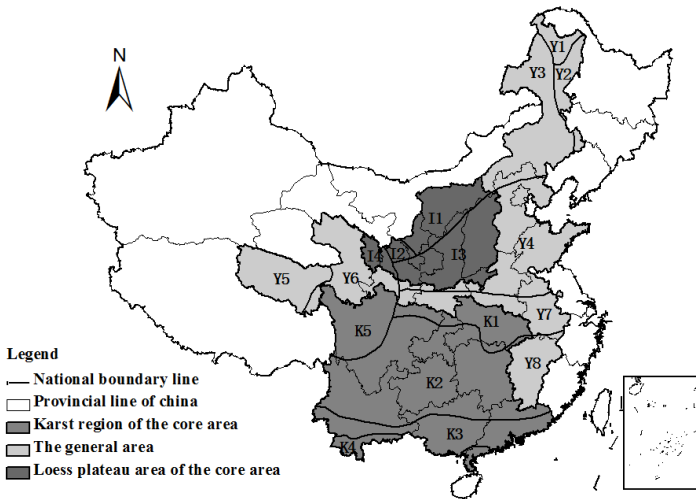 N
Y1
Y3 Y2
I1
I4 I2 I3
Y4
Y5 Y6
K5 K1 Y7
K2 Y8
K3
K4
Legend
National boundary line
Provincial line of china
Karst region of the core area
The general area
Loess plateau area of the core area